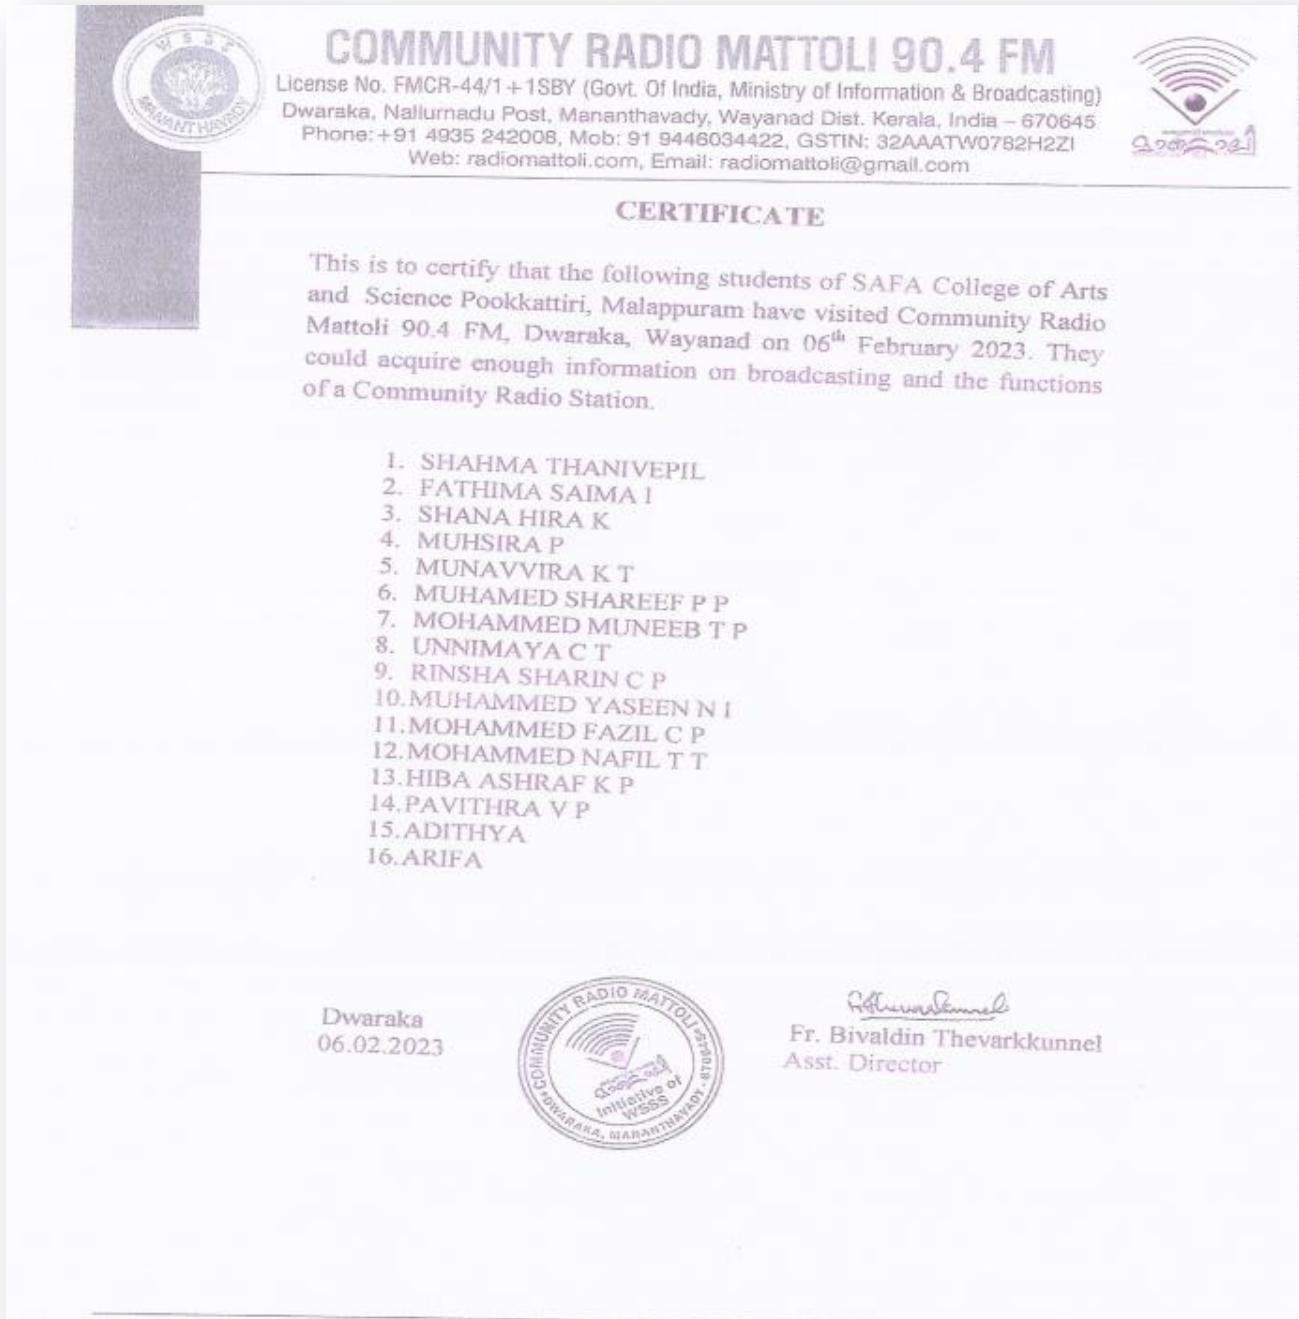 W S S S
MANANTHAVADY
COMMUNITY RADIO MATTOLI 90.4 FM
License No. FMCR-44/1+1SBY (Govt. Of India, Ministry of Information & Broadcasting)
Dwaraka, Nallurnadu Post, Mananthavady, Wayanad Dist. Kerala, India – 670645
Phone:+91 4935 242008, Mob: 91 9446034422, GSTIN: 32AAATW0782H2ZI
Web: radiomattoli.com, Email: radiomattoli@gmail.com
മാറ്റൊലി
CERTIFICATE
This is to certify that the following students of SAFA College of Arts
and Science Pookkattiri, Malappuram have visited Community Radio
Mattoli 90.4 FM, Dwaraka, Wayanad on 06th February 2023. They
could acquire enough information on broadcasting and the functions
of a Community Radio Station.
1. SHAHMA THANIVEPIL
2. FATHIMA SAIMA I
3. SHANA HIRA K
4. MUHSIRA P
5. MUNAVVIRA K T
6. MUHAMED SHAREEF P P
7. MOHAMMED MUNEEB T P
8. UNNIMAYA C T
9. RINSHA SHARIN C P
10.MUHAMMED YASEEN N I
11.MOHAMMED FAZIL C P
12.MOHAMMED NAFIL T T
13.HIBA ASHRAF K P
14.PAVITHRA V P
15.ADITHYA
16.ARIFA
Dwaraka
06.02.2023
COMMUNITY RADIO MATTOLI
മാറ്റൊലി
Initiative of
WSSS
DWARAKA, MANANTHAVADY - 670645
Fr. Bivaldin Thevarkkunnel
Asst. Director